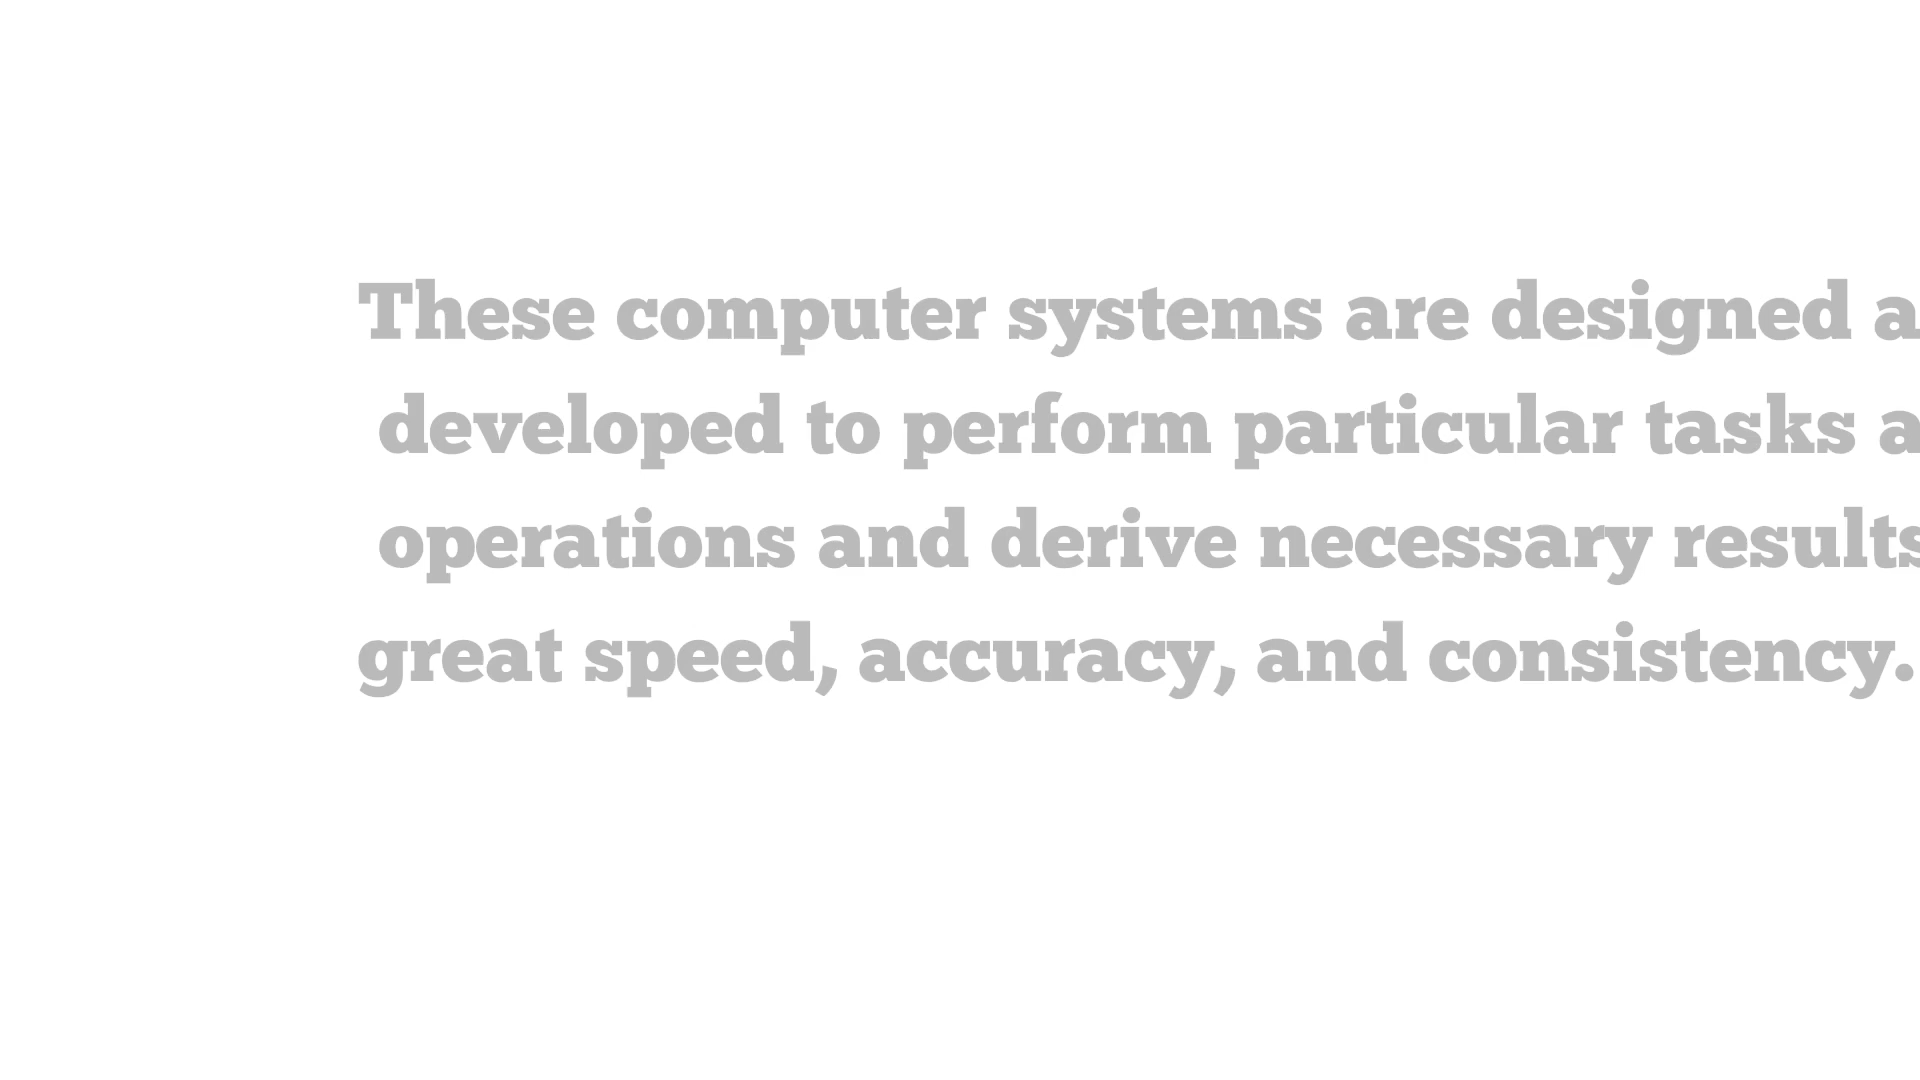 These computer systems are designed a
developed to perform particular tasks a
operations and derive necessary results
great speed, accuracy, and consistency.